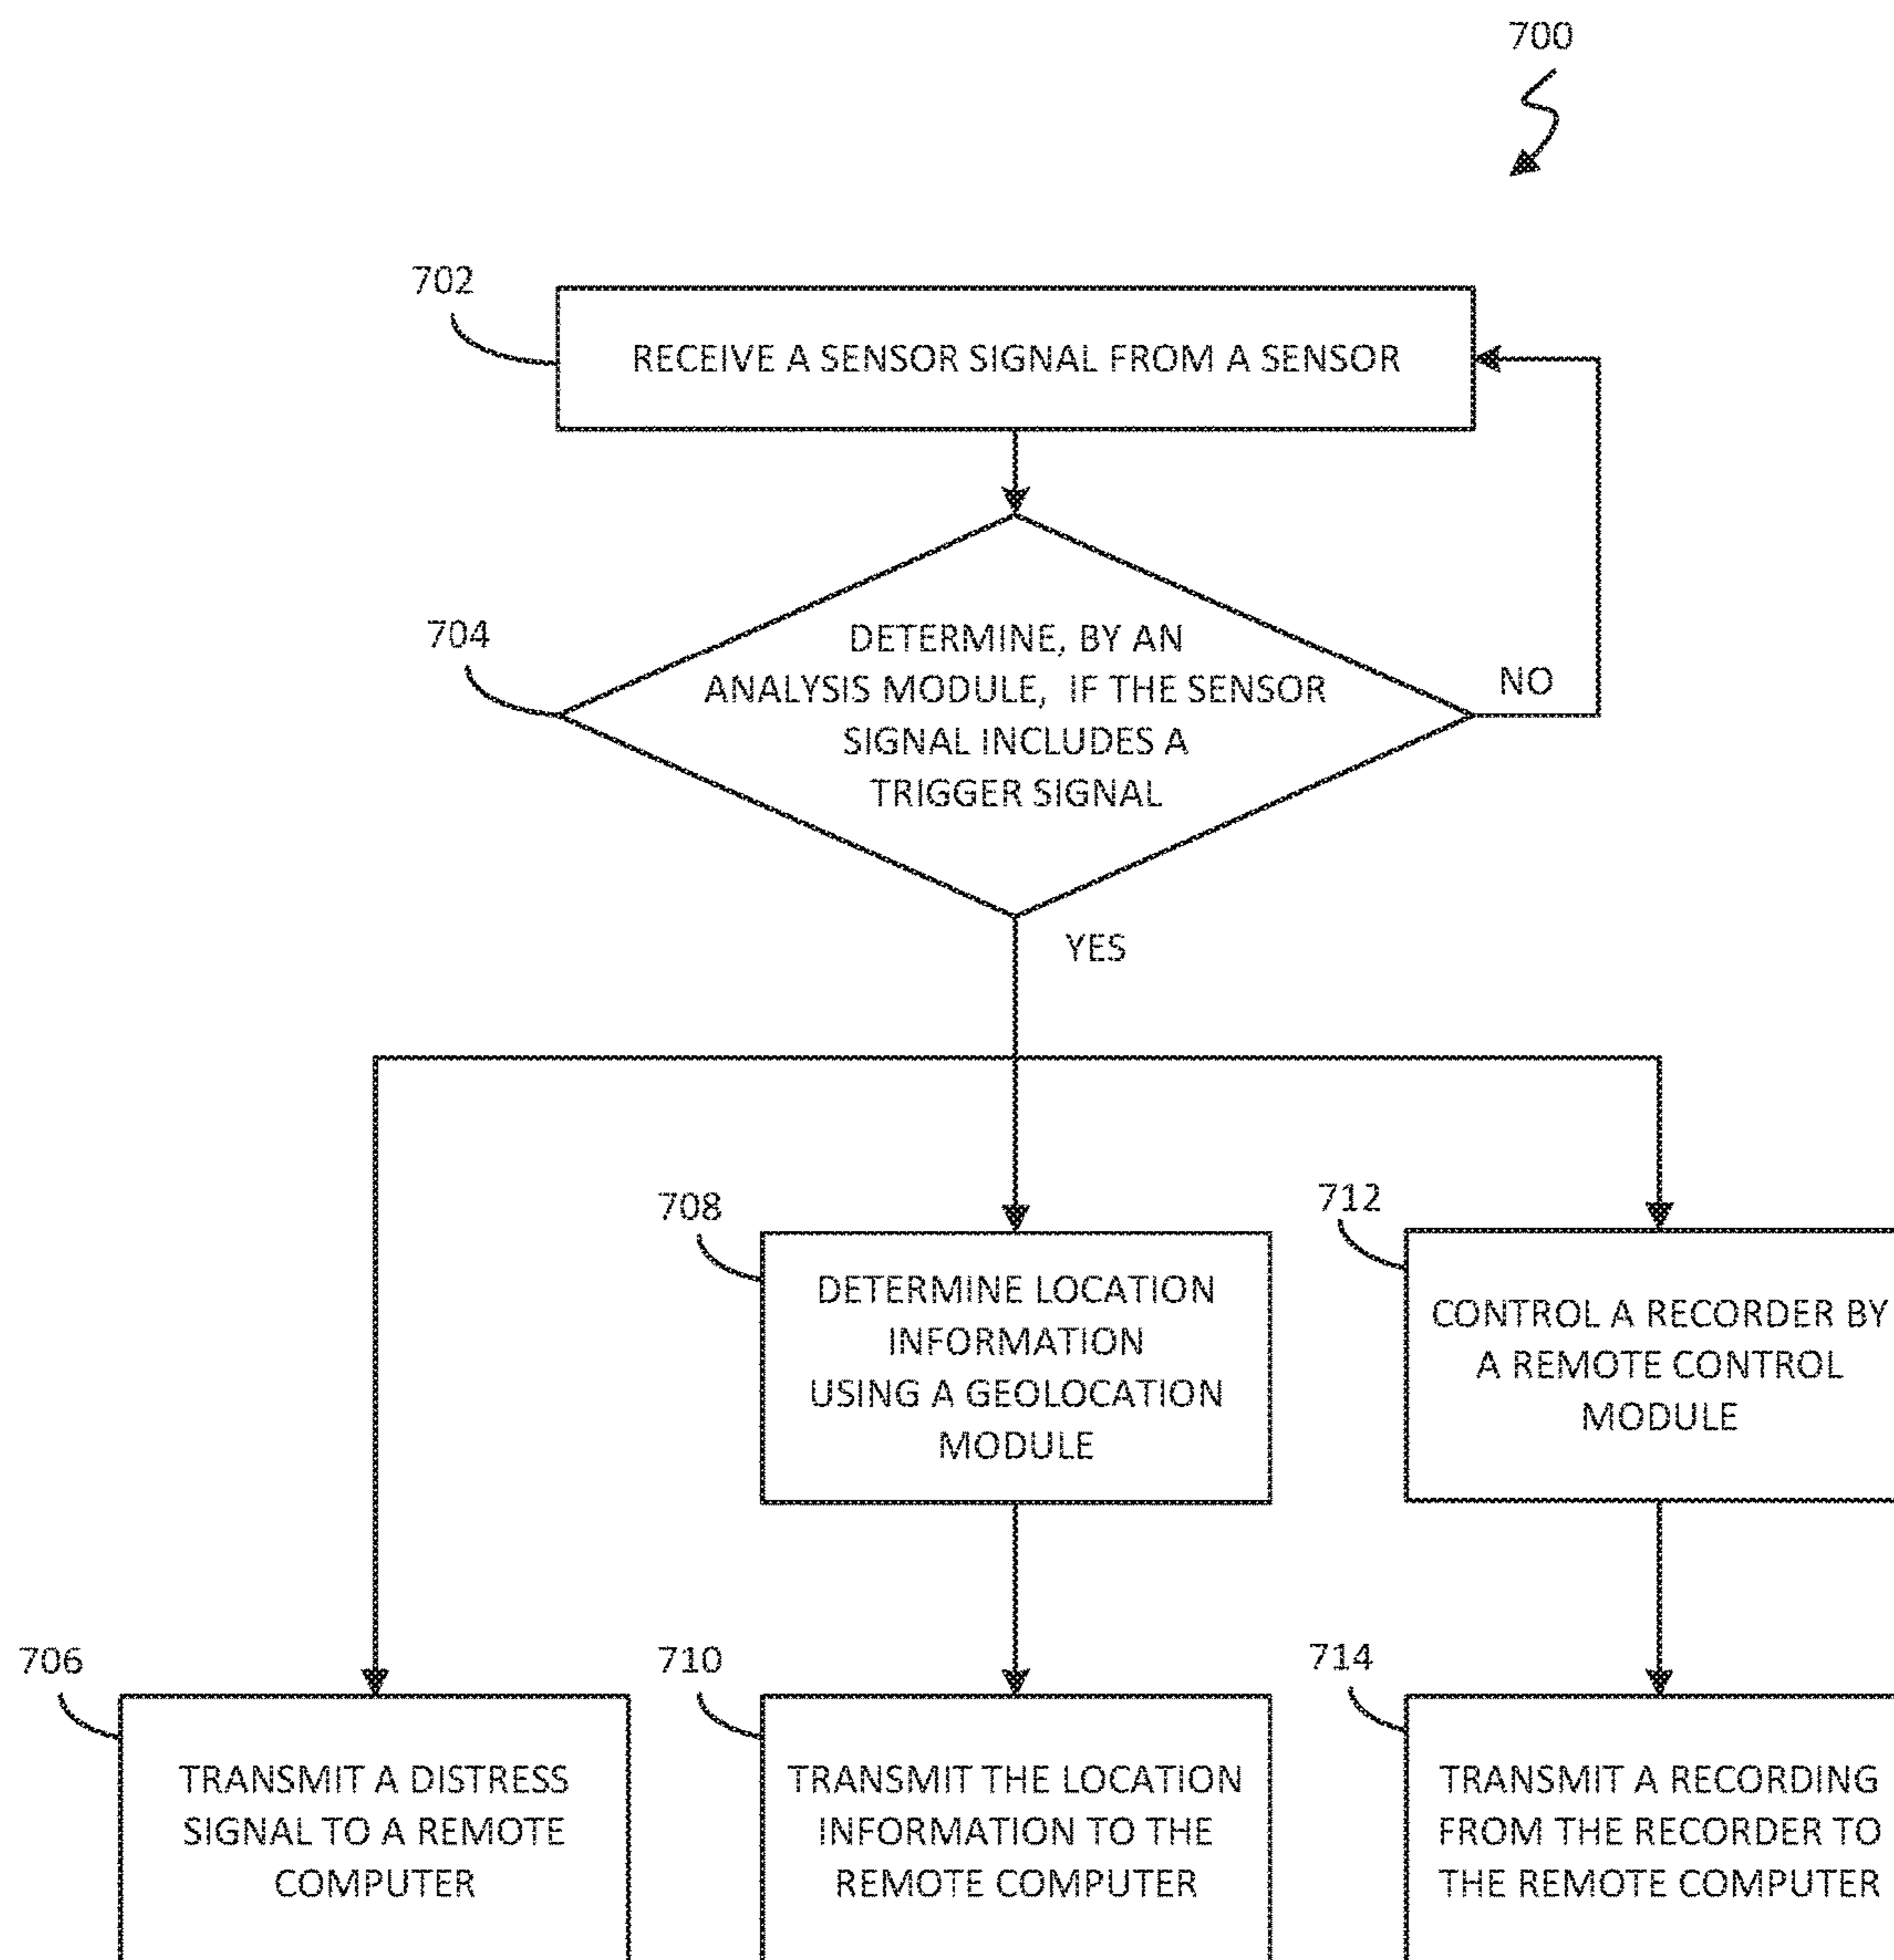 700
702
RECEIVE A SENSOR SIGNAL FROM A SENSOR
704
DETERMINE, BY AN
ANALYSIS MODULE, IF THE SENSOR
SIGNAL INCLUDES A
TRIGGER SIGNAL
NO
YES
708
DETERMINE LOCATION
INFORMATION
USING A GEOLOCATION
MODULE
712
CONTROL A RECORDER BY
A REMOTE CONTROL
MODULE
706
TRANSMIT A DISTRESS
SIGNAL TO A REMOTE
COMPUTER
710
TRANSMIT THE LOCATION
INFORMATION TO THE
REMOTE COMPUTER
714
TRANSMIT A RECORDING
FROM THE RECORDER TO
THE REMOTE COMPUTER